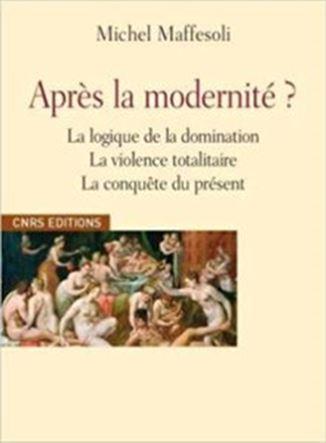 Michel Maffesoli
Après la modernité ?
La logique de la domination
La violence totalitaire
La conquête du présent
CNRS EDITIONS